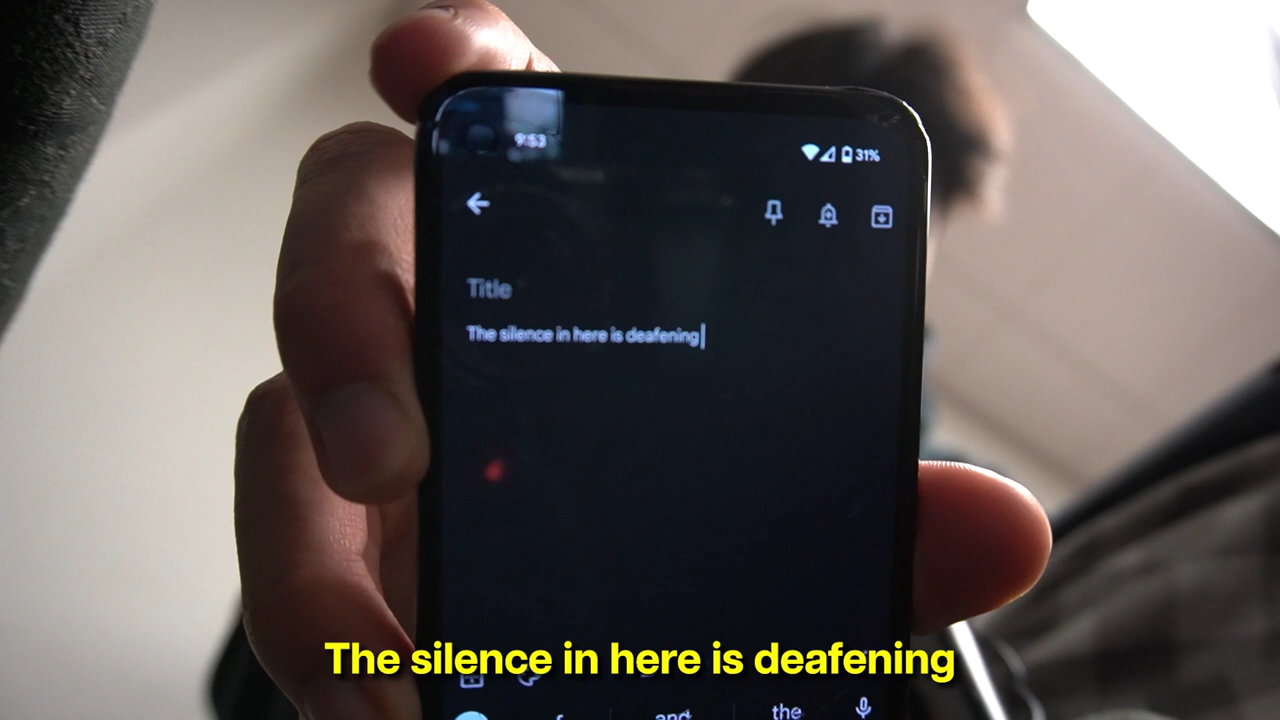 9:53
31%
Title
The silence in here is deafening
The silence in here is deafening
and
the